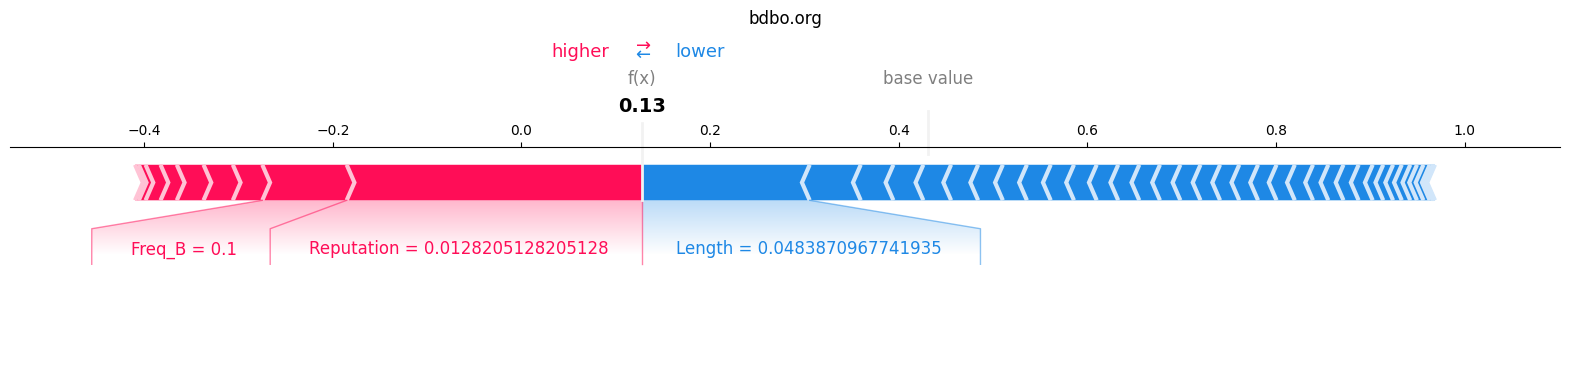 bdbo.org
higher ⇄ lower
f(x) base value
0.13
−0.4 −0.2 0.0 0.2 0.4 0.6 0.8 1.0
Freq_B = 0.1 Reputation = 0.0128205128205128 Length = 0.0483870967741935